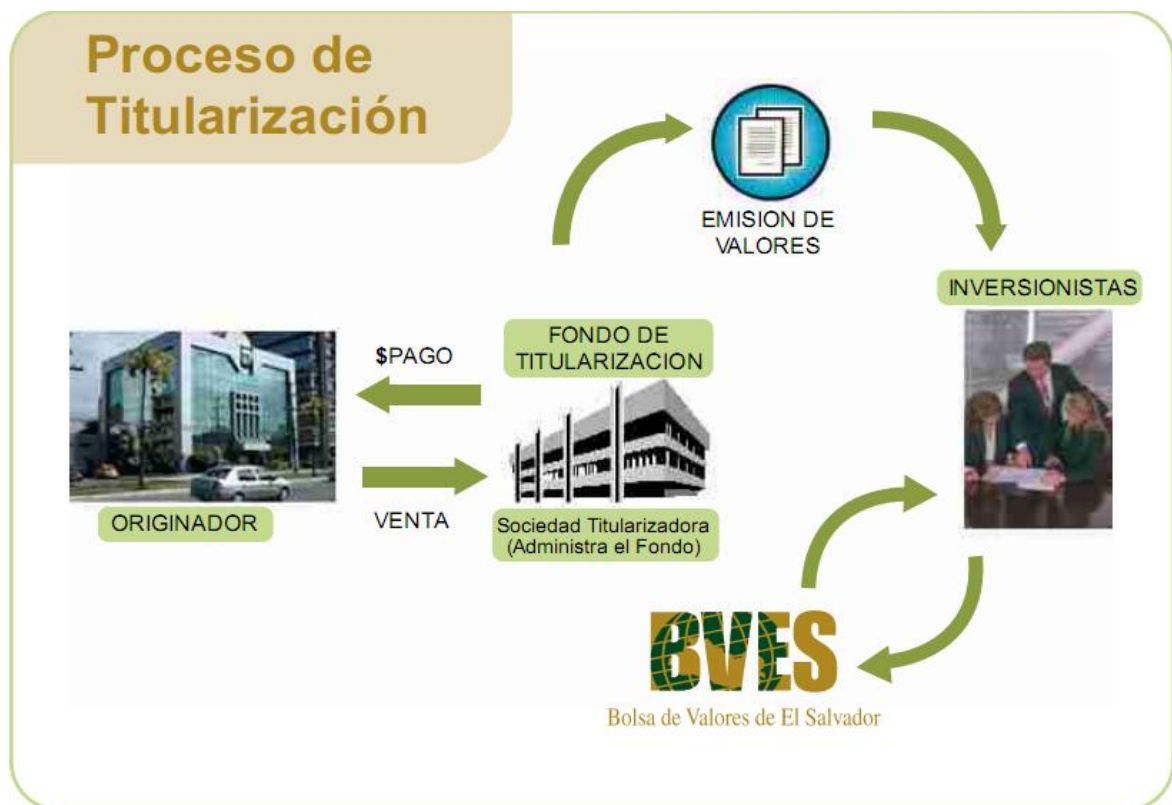 Proceso de
Titularización
EMISION DE
VALORES
INVERSIONISTAS
FONDO DE
TITULARIZACION
$PAGO
ORIGINADOR
VENTA
Sociedad Titularizadora
(Administra el Fondo)
BVES
Bolsa de Valores de El Salvador